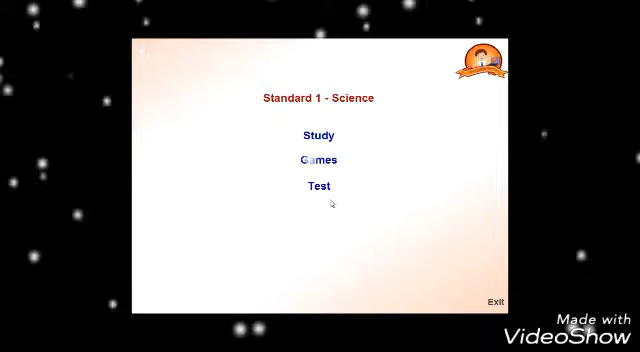 Standard 1 - Science
Study
Games
Test
Exit
Made with
VideoShow